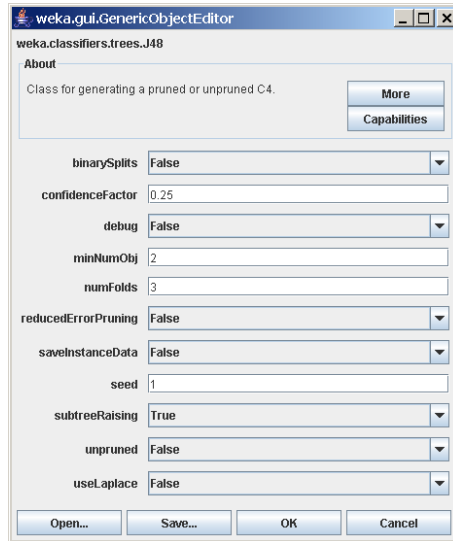 weka.gui.GenericObjectEditor
weka.classifiers.trees.J48
About
Class for generating a pruned or unpruned C4.
More
Capabilities
binarySplits False
confidenceFactor 0.25
debug False
minNumObj 2
numFolds 3
reducedErrorPruning False
saveInstanceData False
seed 1
subtreeRaising True
unpruned False
useLaplace False
Open... Save... OK Cancel